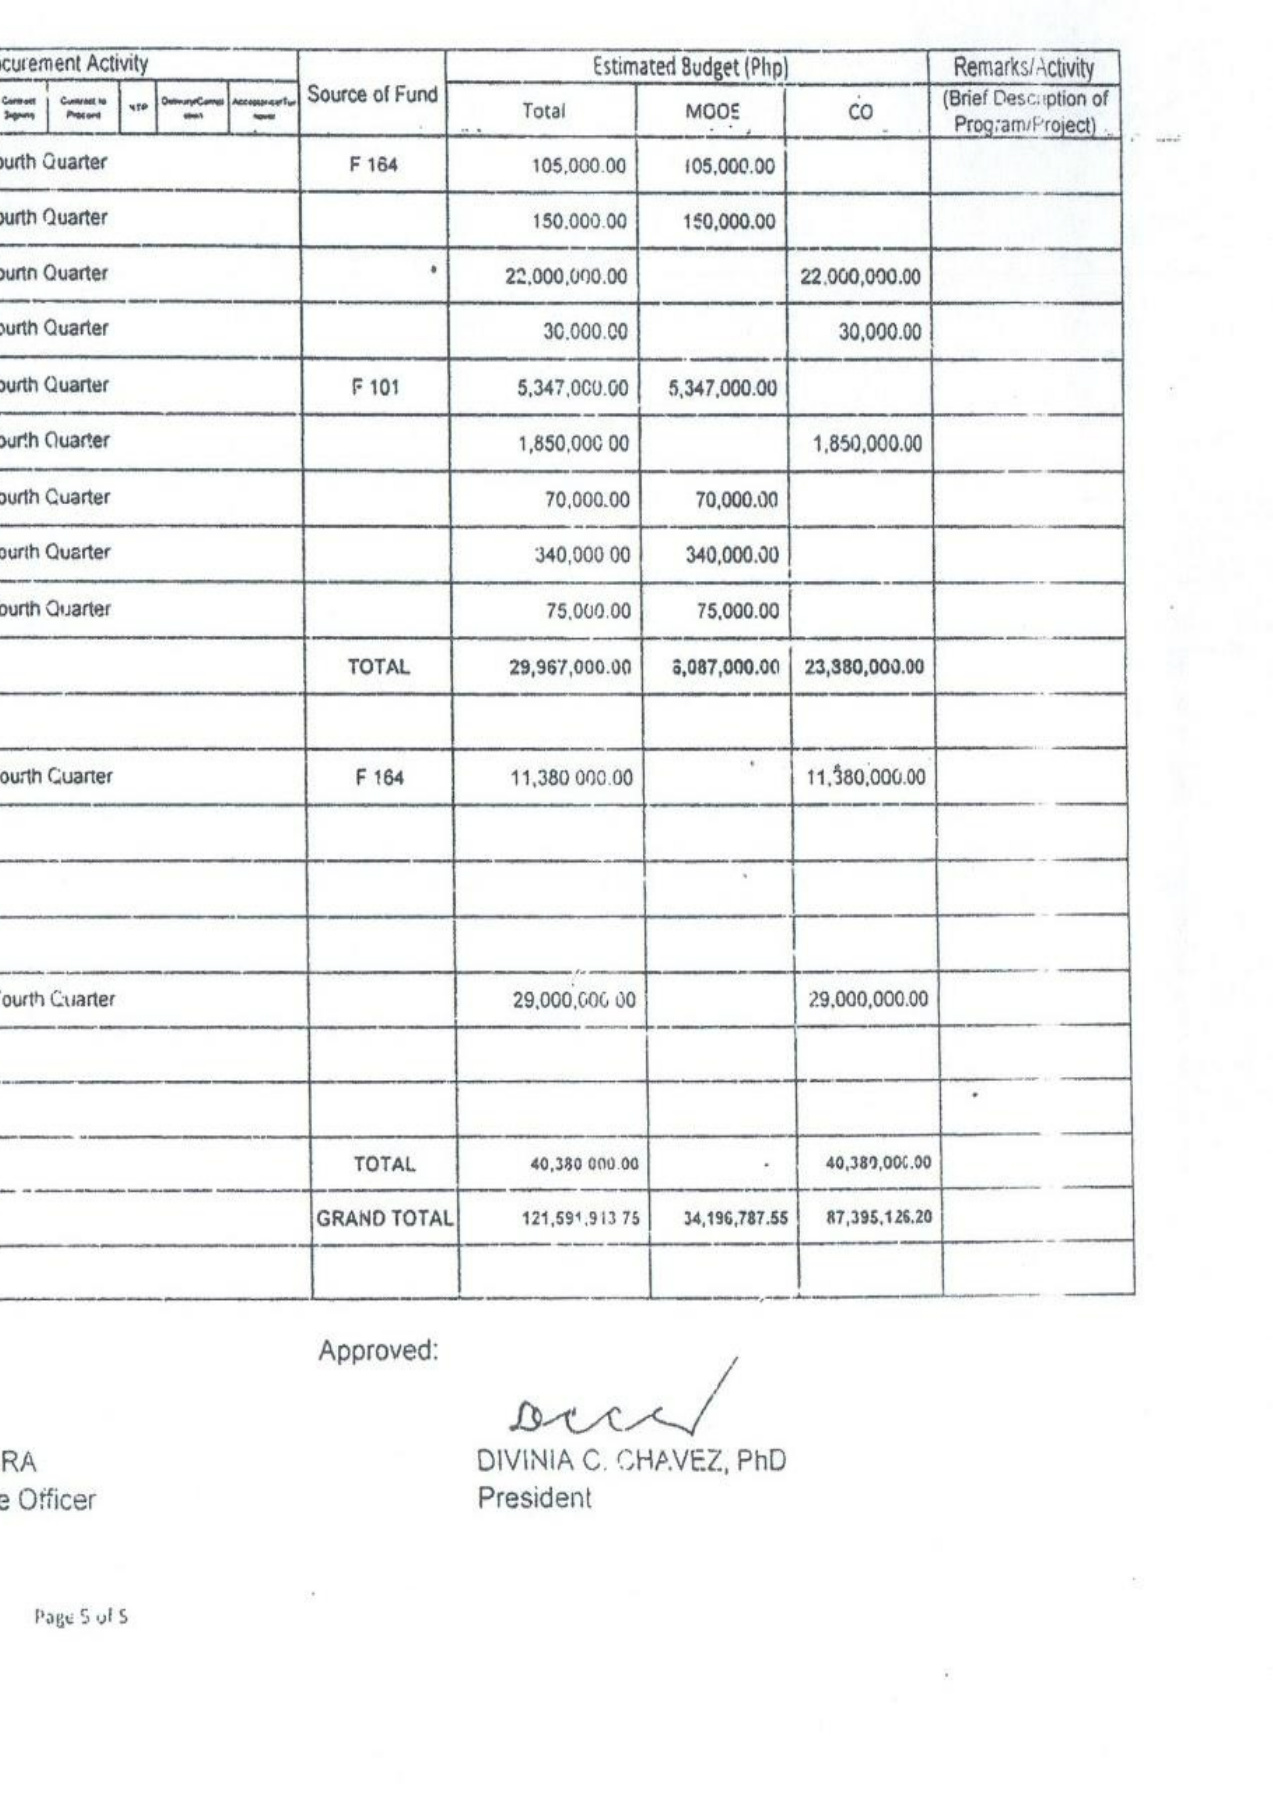 curement Activity Estimated Budget (Php) Remarks/Activity
Source of Fund Total MOOE CO (Brief Description of
Contract Signing Contract to Proceed NTP Program/Project)
ourth Quarter F 164 105,000.00 105,000.00
ourth Quarter 150.000.00 150,000.00
ourth Quarter 22,000,000.00 22,000,000.00
ourth Quarter 30.000.00 30,000.00
ourth Quarter F 101 5,347,000.00 5,347,000.00
ourth Quarter 1,850,000 00 1,850,000.00
ourth Quarter 70,000.00 70,000.00
ourth Quarter 340,000 00 340,000.00
ourth Quarter 75,000.00 75,000.00
TOTAL 29,967,000.00 6,087,000.00 23,380,000.00
ourth Quarter F 164 11,380 000.00 11,380,000.00
ourth Quarter 29,000,000 00 29,000,000.00
TOTAL 40,380 000.00 - 40,380,000.00
GRAND TOTAL 121,591,913 75 34,196,787.55 87,395,126.20
Approved:
RA DIVINIA C. CHAVEZ, PhD
e Officer President
Page 5 of 5